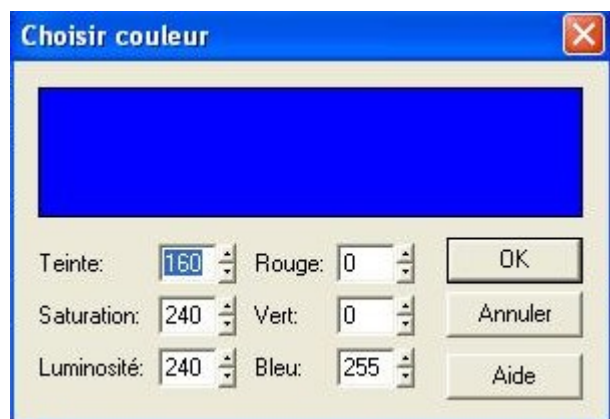 Choisir couleur
Teinte: 160 Rouge: 0 OK
Saturation: 240 Vert: 0 Annuler
Luminosité: 240 Bleu: 255 Aide